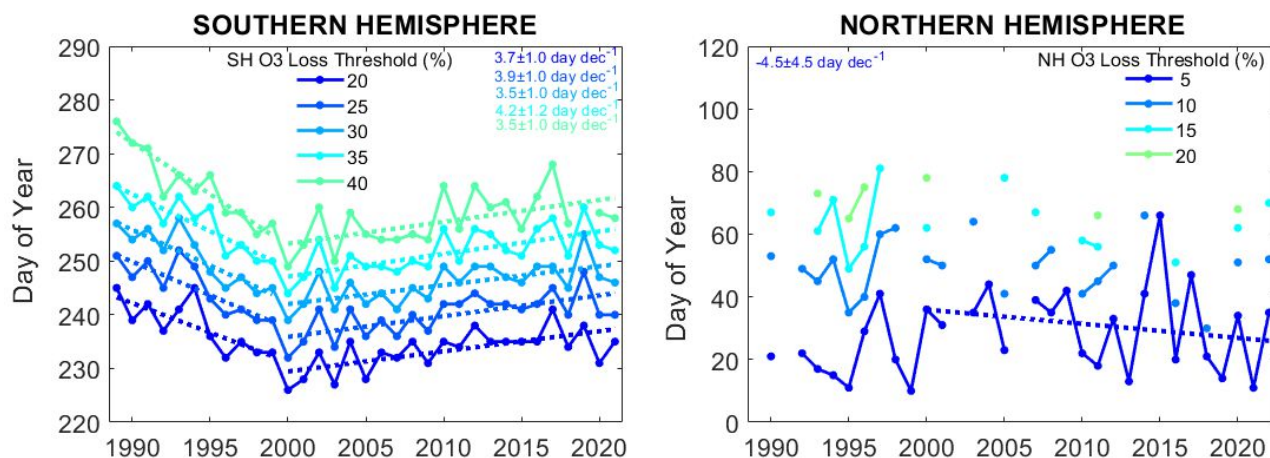 SOUTHERN HEMISPHERE
290
280
270
260
250
240
230
220
Day of Year
SH O3 Loss Threshold (%)
20
25
30
35
40
3.7±1.0 day dec⁻¹
3.9±1.0 day dec⁻¹
3.5±1.0 day dec⁻¹
4.2±1.2 day dec⁻¹
3.5±1.0 day dec⁻¹
1990 1995 2000 2005 2010 2015 2020
NORTHERN HEMISPHERE
120
100
80
60
40
20
0
Day of Year
-4.5±4.5 day dec⁻¹
NH O3 Loss Threshold (%)
5
10
15
20
1990 1995 2000 2005 2010 2015 2020